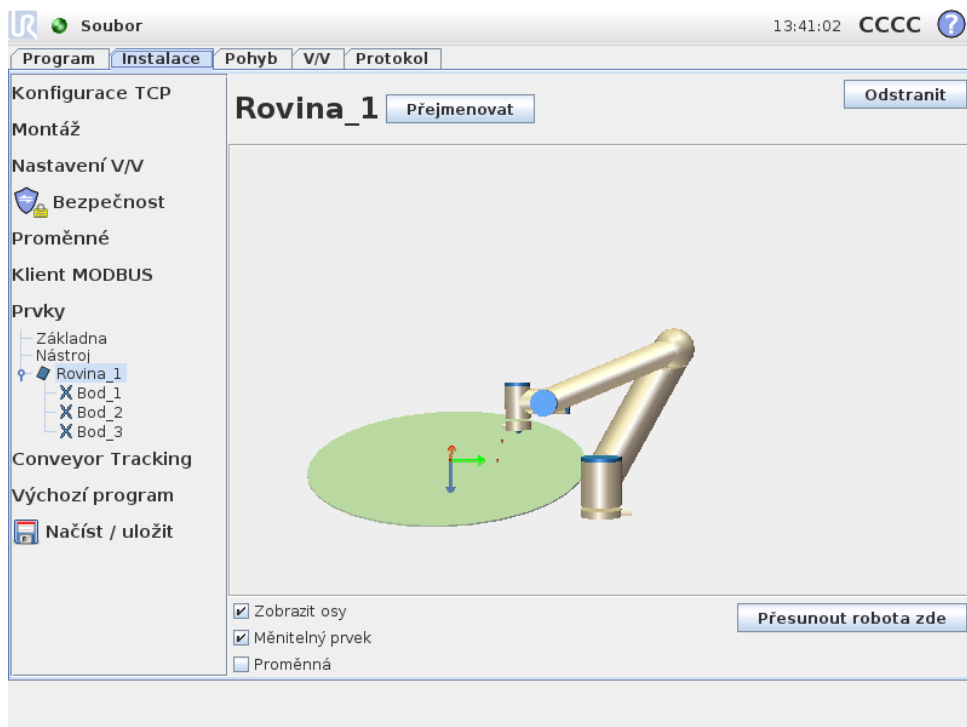 UR Soubor 13:41:02 CCCC ?
Program Instalace Pohyb V/V Protokol
Konfigurace TCP
Montáž
Nastavení V/V
Bezpečnost
Proměnné
Klient MODBUS
Prvky
Základna
Nástroj
Rovina_1
Bod_1
Bod_2
Bod_3
Conveyor Tracking
Výchozí program
Načíst / uložit
Rovina_1 Přejmenovat Odstranit
Zobrazit osy
Měnitelný prvek
Proměnná
Přesunout robota zde